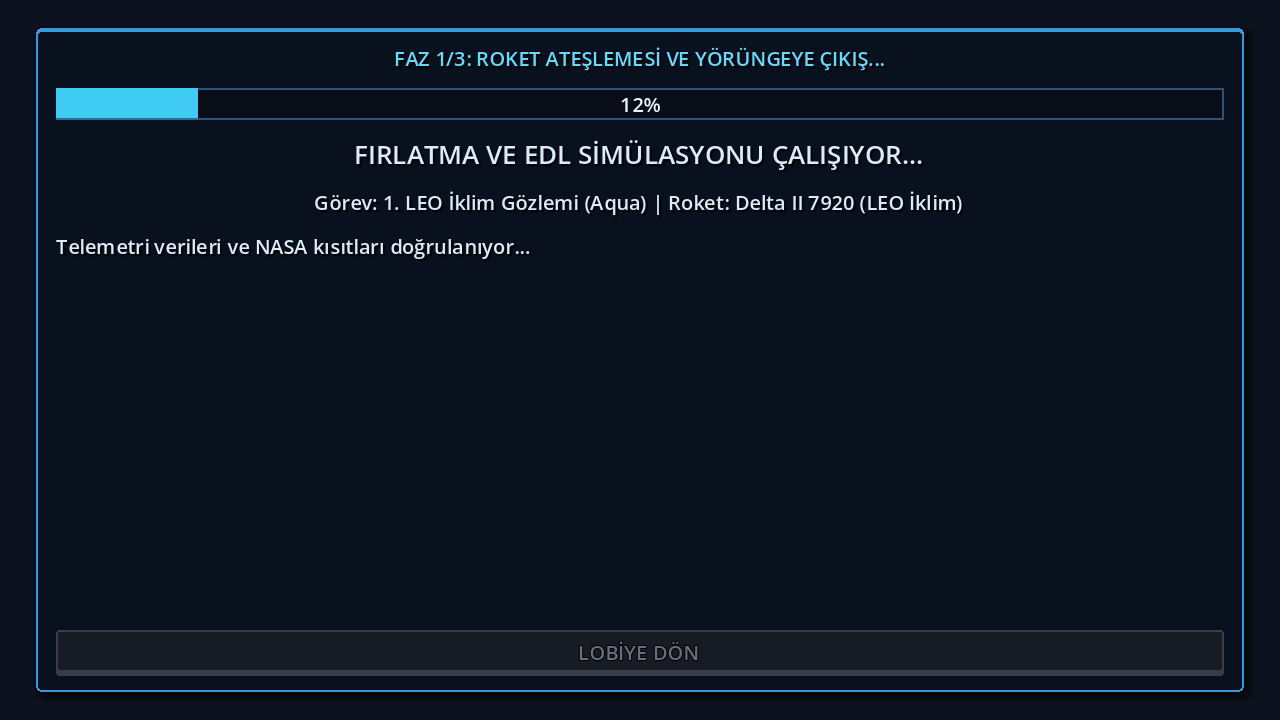 FAZ 1/3: ROKET ATEŞLEMESİ VE YÖRÜNGEYE ÇIKIŞ...
12%
FIRLATMA VE EDL SİMÜLASYONU ÇALIŞIYOR...
Görev: 1. LEO İklim Gözlemi (Aqua) | Roket: Delta II 7920 (LEO İklim)
Telemetri verileri ve NASA kısıtları doğrulanıyor...
LOBİYE DÖN